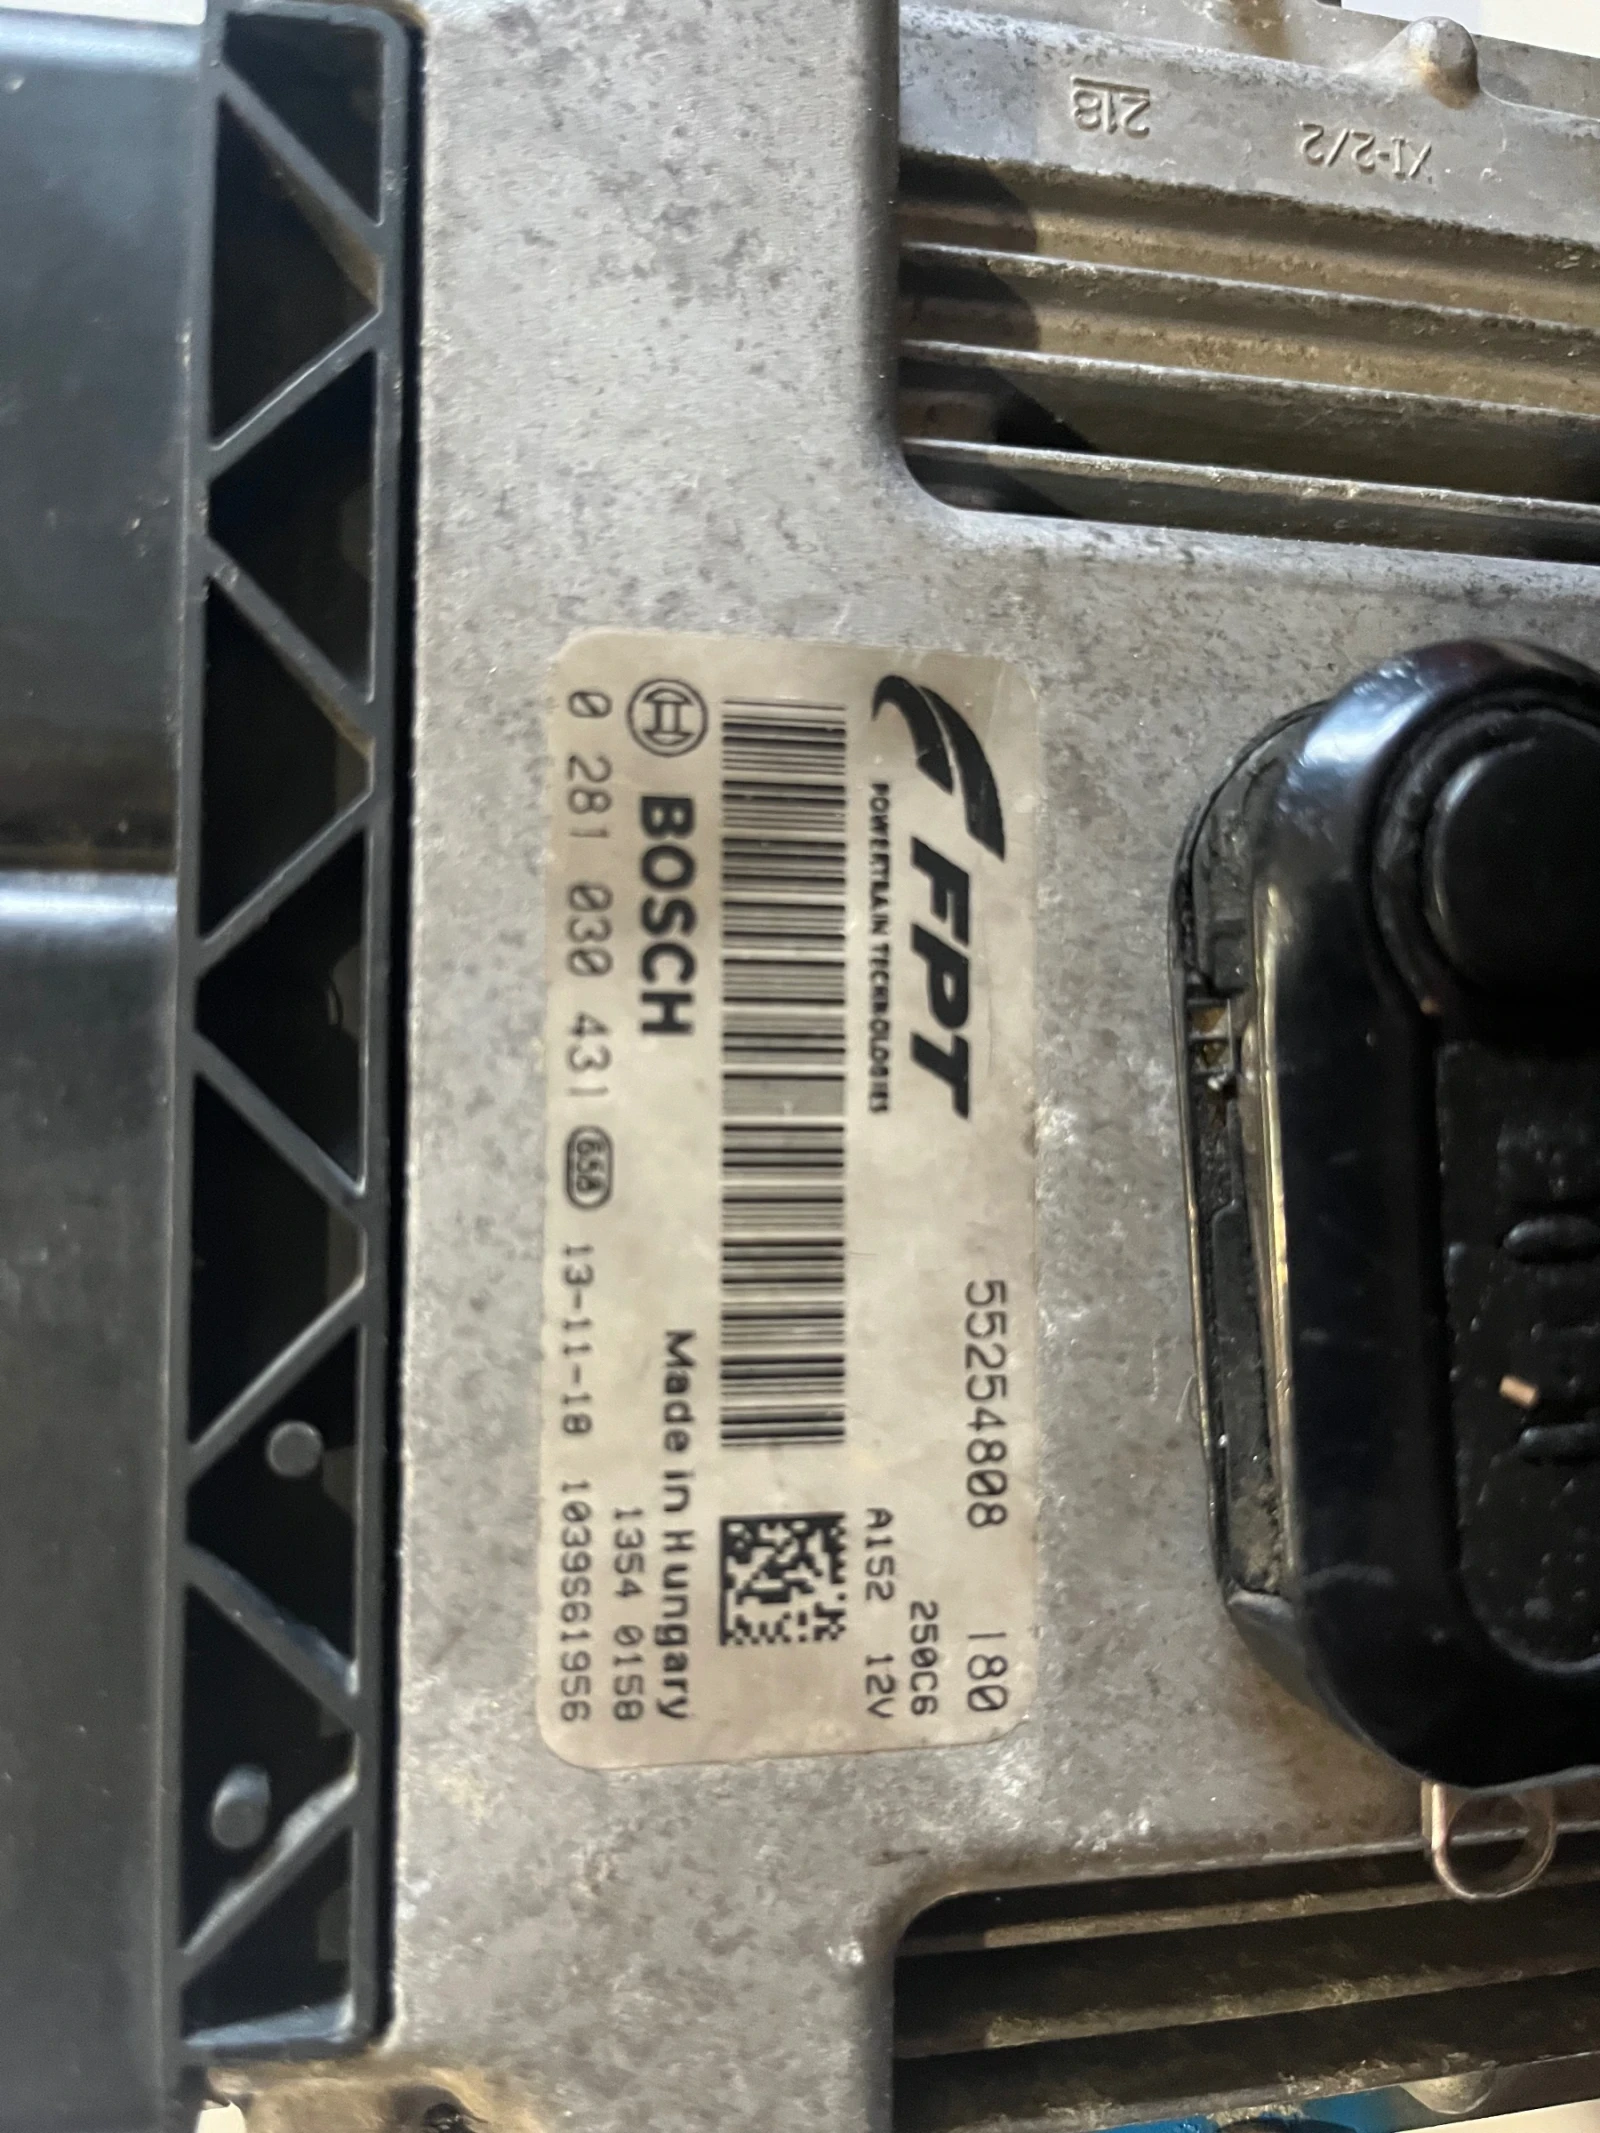 FPT
POWERTRAIN TECHNOLOGIES
55254808 180
250C6
A152 12V
BOSCH
Made in Hungary
1354 0158
0 281 030 431 658 13-11-18 1039S61956
218
XI-2/2